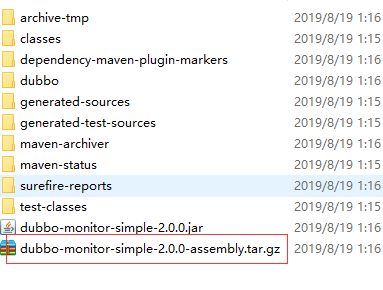 archive-tmp 2019/8/19 1:16
classes 2019/8/19 1:15
dependency-maven-plugin-markers 2019/8/19 1:16
dubbo 2019/8/19 1:16
generated-sources 2019/8/19 1:15
generated-test-sources 2019/8/19 1:15
maven-archiver 2019/8/19 1:16
maven-status 2019/8/19 1:15
surefire-reports 2019/8/19 1:16
test-classes 2019/8/19 1:15
dubbo-monitor-simple-2.0.0.jar 2019/8/19 1:16
dubbo-monitor-simple-2.0.0-assembly.tar.gz 2019/8/19 1:16